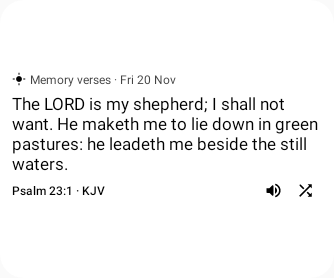 Memory verses · Fri 20 Nov
The LORD is my shepherd; I shall not
want. He maketh me to lie down in green
pastures: he leadeth me beside the still
waters.
Psalm 23:1 · KJV